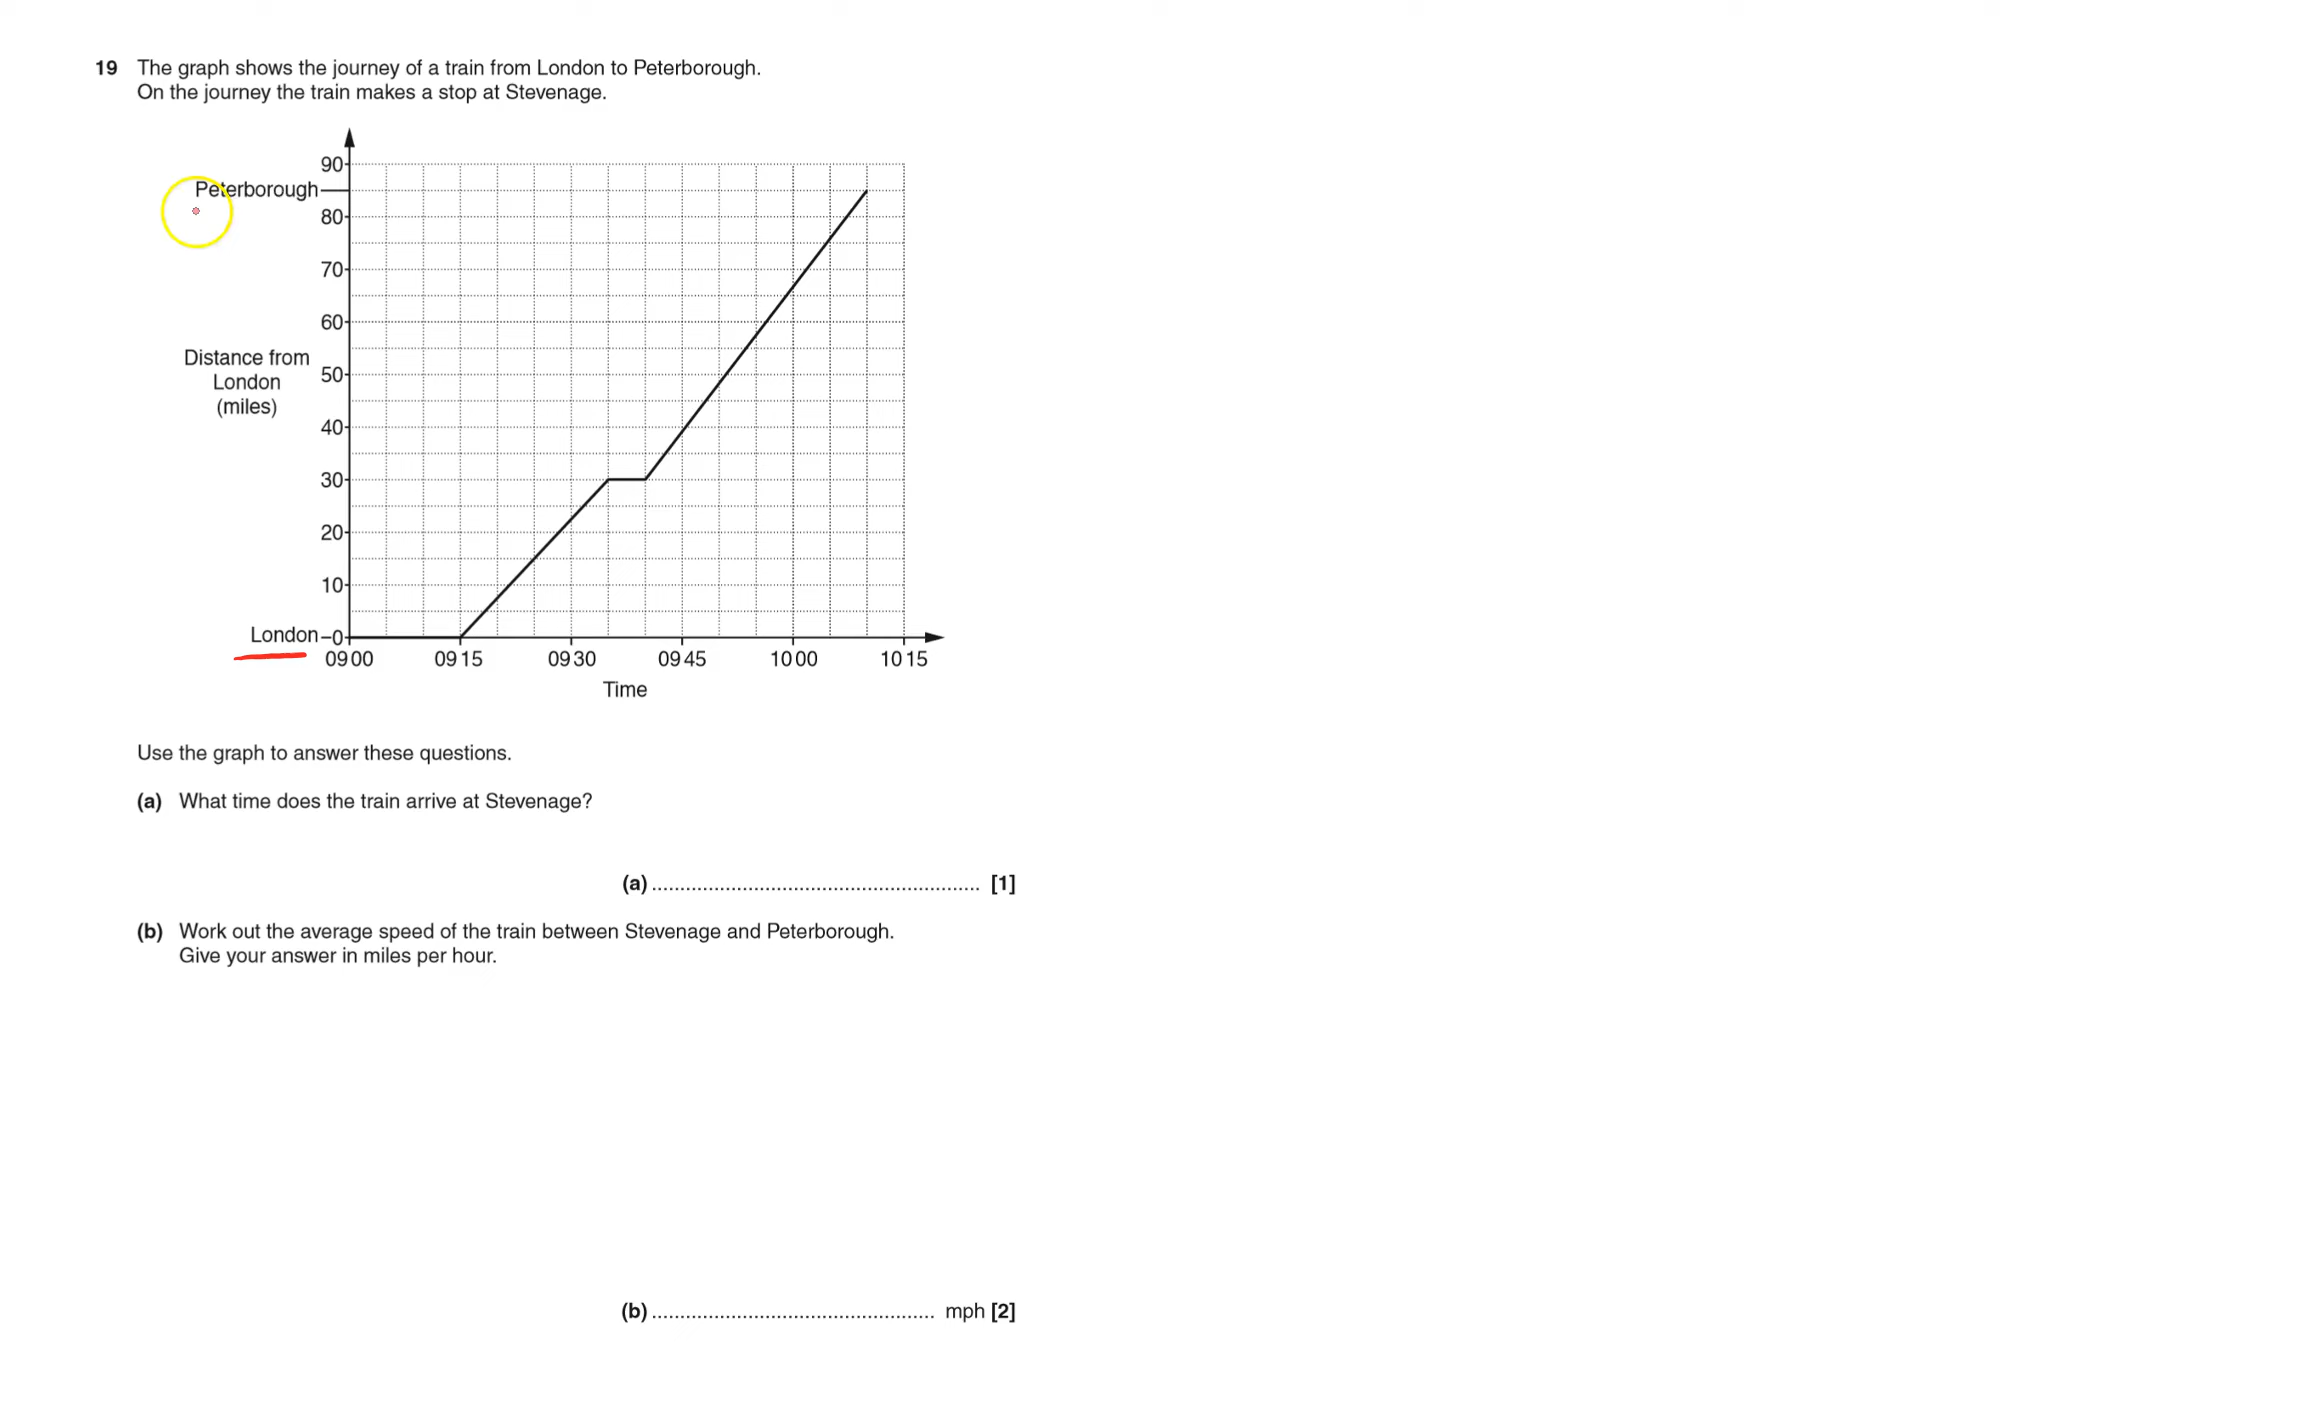 19 The graph shows the journey of a train from London to Peterborough.
On the journey the train makes a stop at Stevenage.
90
Peterborough
80
70
60
Distance from
London
(miles)
50
40
30
20
10
London 0
09 00 09 15 09 30 09 45 10 00 10 15
Time
Use the graph to answer these questions.
(a) What time does the train arrive at Stevenage?
(a) .......................................................... [1]
(b) Work out the average speed of the train between Stevenage and Peterborough.
Give your answer in miles per hour.
(b) .................................................. mph [2]